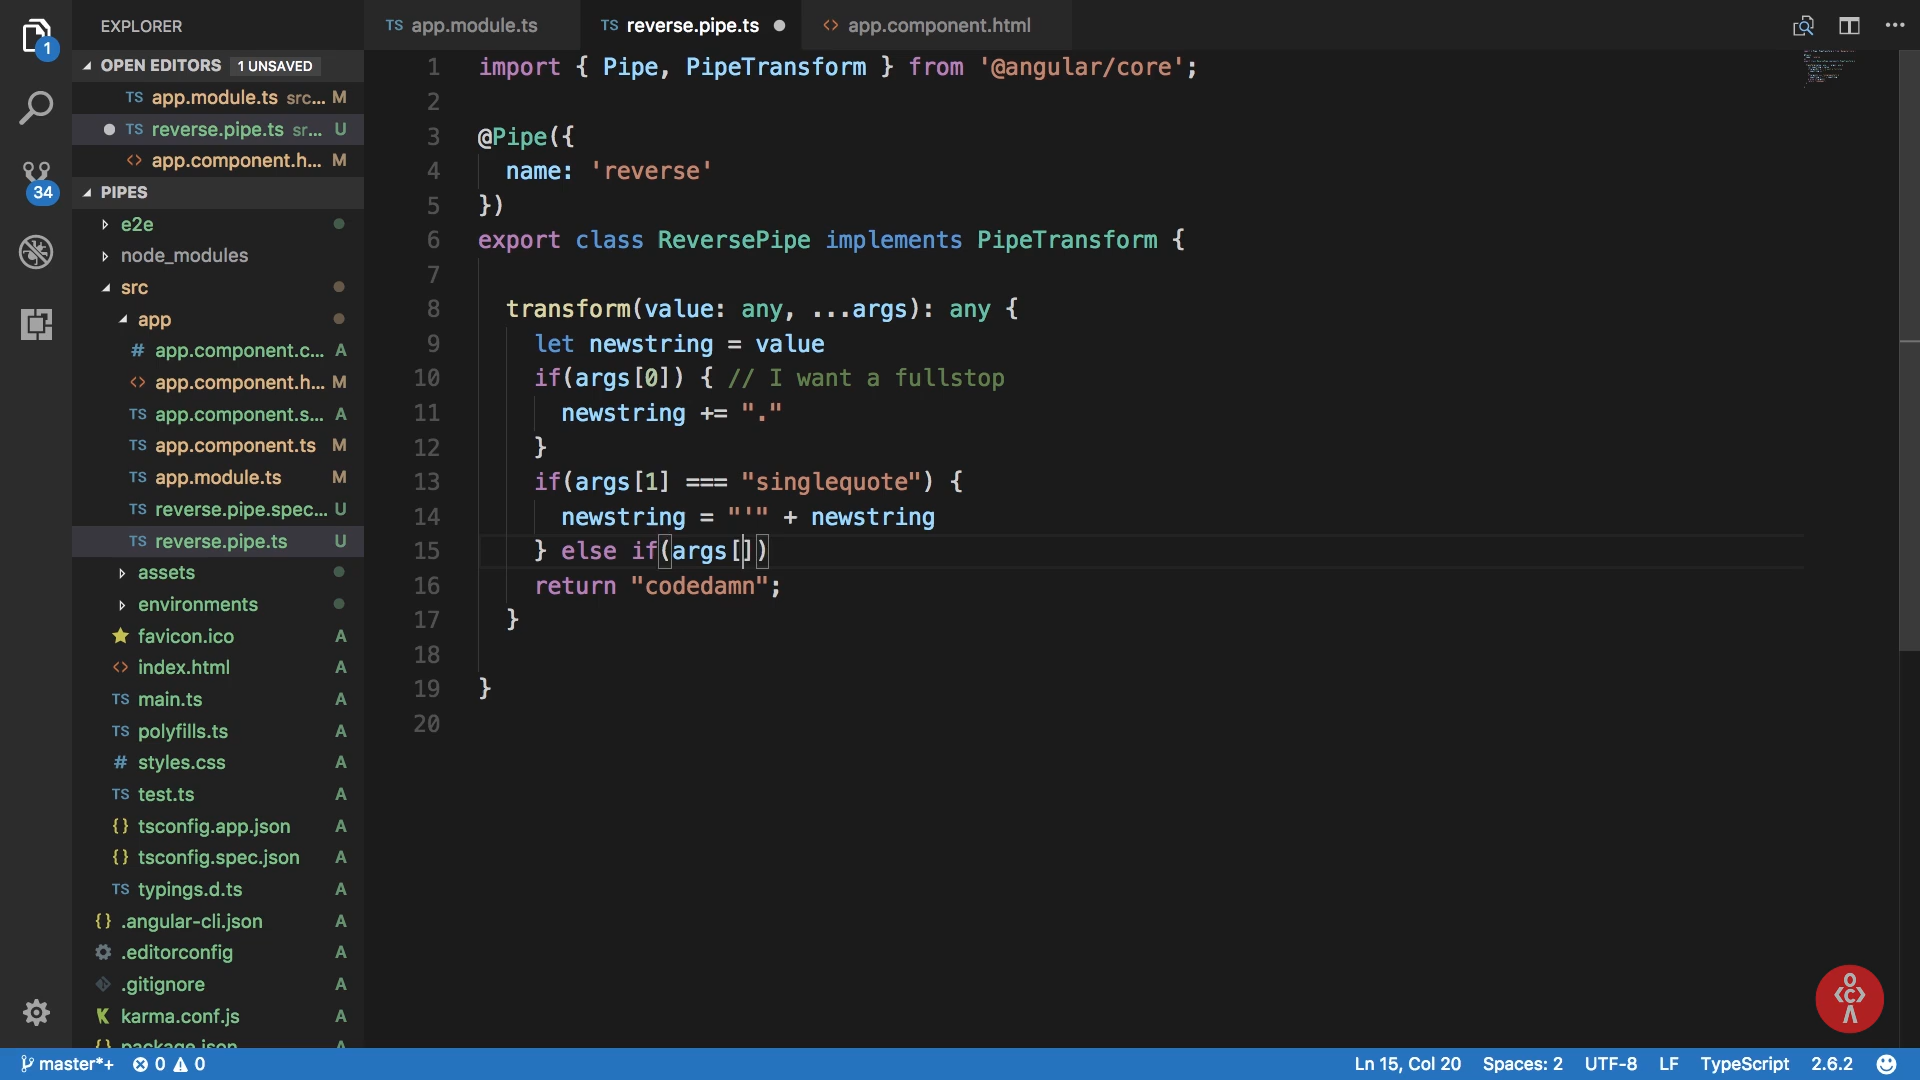 EXPLORER
TS app.module.ts
TS reverse.pipe.ts
<> app.component.html
1
OPEN EDITORS 1 UNSAVED
TS app.module.ts src... M
TS reverse.pipe.ts sr... U
<> app.component.h... M
34
PIPES
e2e
node_modules
src
app
# app.component.c... A
<> app.component.h... M
TS app.component.s... A
TS app.component.ts M
TS app.module.ts M
TS reverse.pipe.spec... U
TS reverse.pipe.ts U
assets
environments
favicon.ico A
<> index.html A
TS main.ts A
TS polyfills.ts A
# styles.css A
TS test.ts A
{} tsconfig.app.json A
{} tsconfig.spec.json A
TS typings.d.ts A
{} .angular-cli.json A
.editorconfig A
.gitignore A
K karma.conf.js A
{} package.json A
1 import { Pipe, PipeTransform } from '@angular/core';
2
3 @Pipe({
4 name: 'reverse'
5 })
6 export class ReversePipe implements PipeTransform {
7
8 transform(value: any, ...args): any {
9 let newstring = value
10 if(args[0]) { // I want a fullstop
11 newstring += "."
12 }
13 if(args[1] === "singlequote") {
14 newstring = "'" + newstring
15 } else if(args[])
16 return "codedamn";
17 }
18
19 }
20
<C>
master*+ 0 0
Ln 15, Col 20 Spaces: 2 UTF-8 LF TypeScript 2.6.2